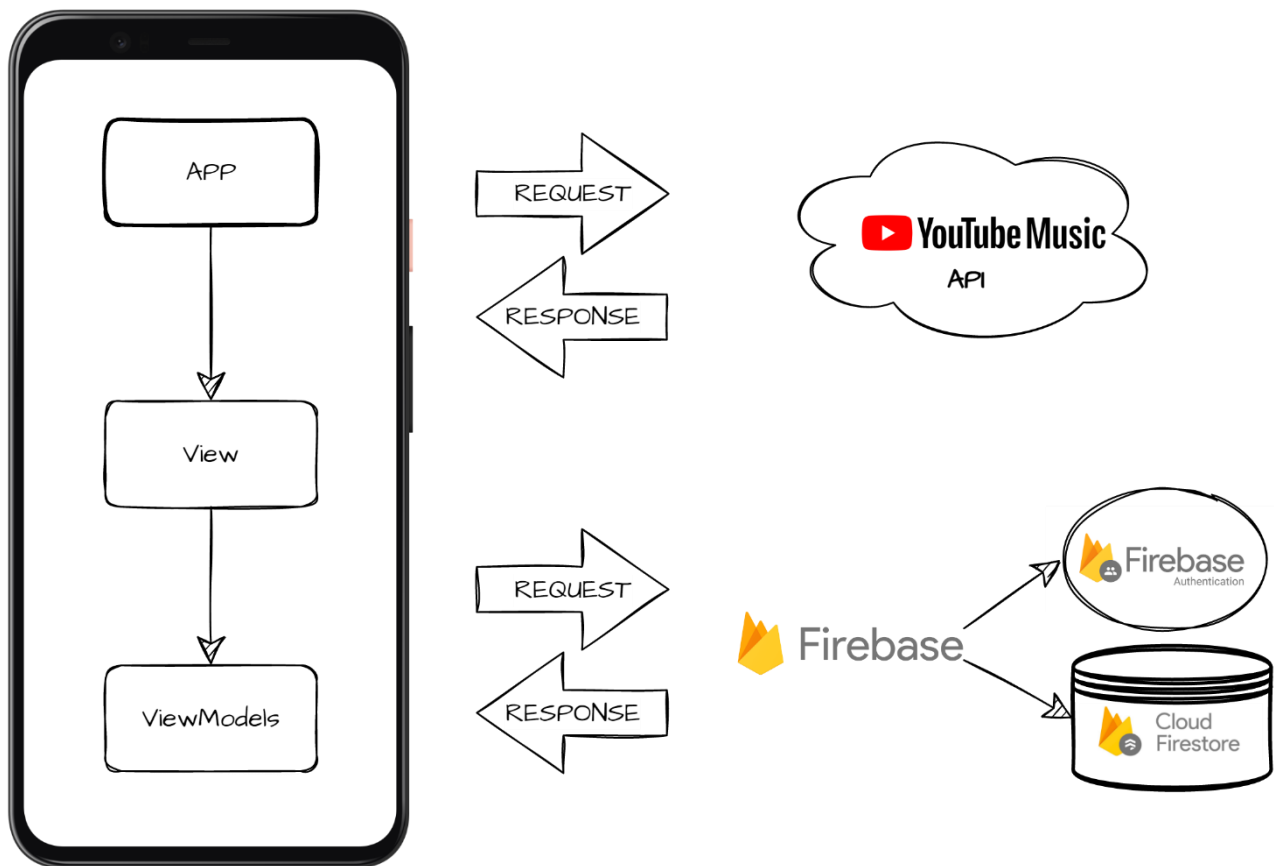 APP
REQUEST
YouTube Music
API
RESPONSE
View
REQUEST
Firebase
Authentication
Firebase
RESPONSE
ViewModels
Cloud
Firestore